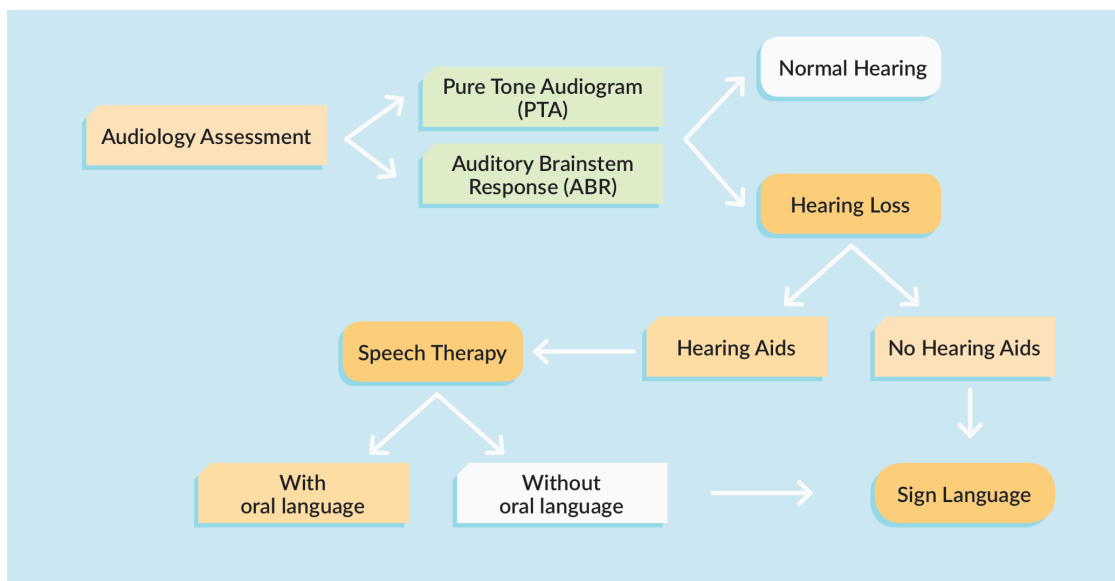 Audiology Assessment
Pure Tone Audiogram
(PTA)
Auditory Brainstem
Response (ABR)
Normal Hearing
Hearing Loss
Hearing Aids
No Hearing Aids
Speech Therapy
With
oral language
Without
oral language
Sign Language